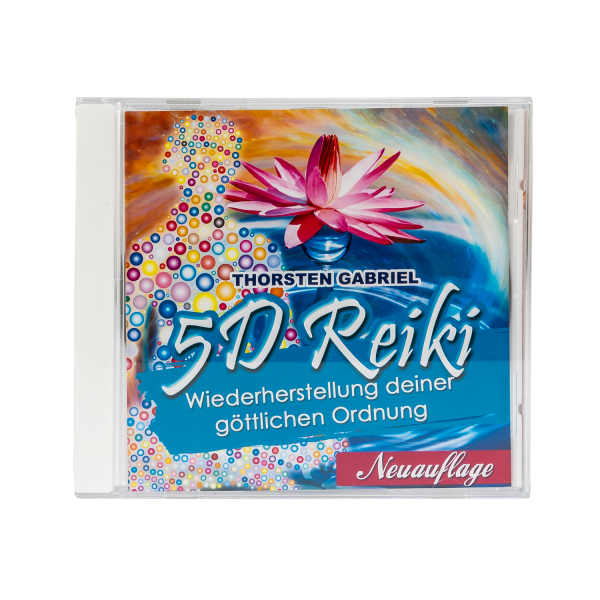 THORSTEN GABRIEL
5D Reiki
Wiederherstellung deiner
göttlichen Ordnung
Neuauflage